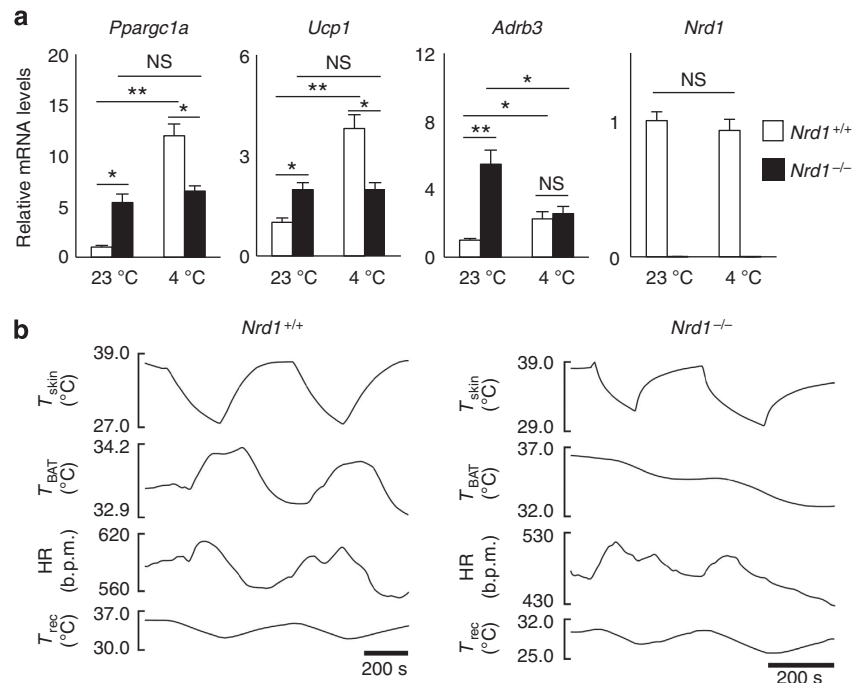 a
Ppargc1a
Ucp1
Adrb3
Nrd1
Relative mRNA levels
20
15
10
5
0
NS
**
*
*
23 °C
4 °C
6
3
0
NS
**
*
*
23 °C
4 °C
12
8
4
0
*
*
**
NS
23 °C
4 °C
1
0
NS
23 °C
4 °C
Nrd1+/+
Nrd1−/−
b
Nrd1+/+
Tskin (°C)
39.0
27.0
TBAT (°C)
34.2
32.9
HR (b.p.m.)
620
560
Trec (°C)
37.0
30.0
200 s
Nrd1−/−
Tskin (°C)
39.0
29.0
TBAT (°C)
37.0
32.0
HR (b.p.m.)
530
430
Trec (°C)
32.0
25.0
200 s